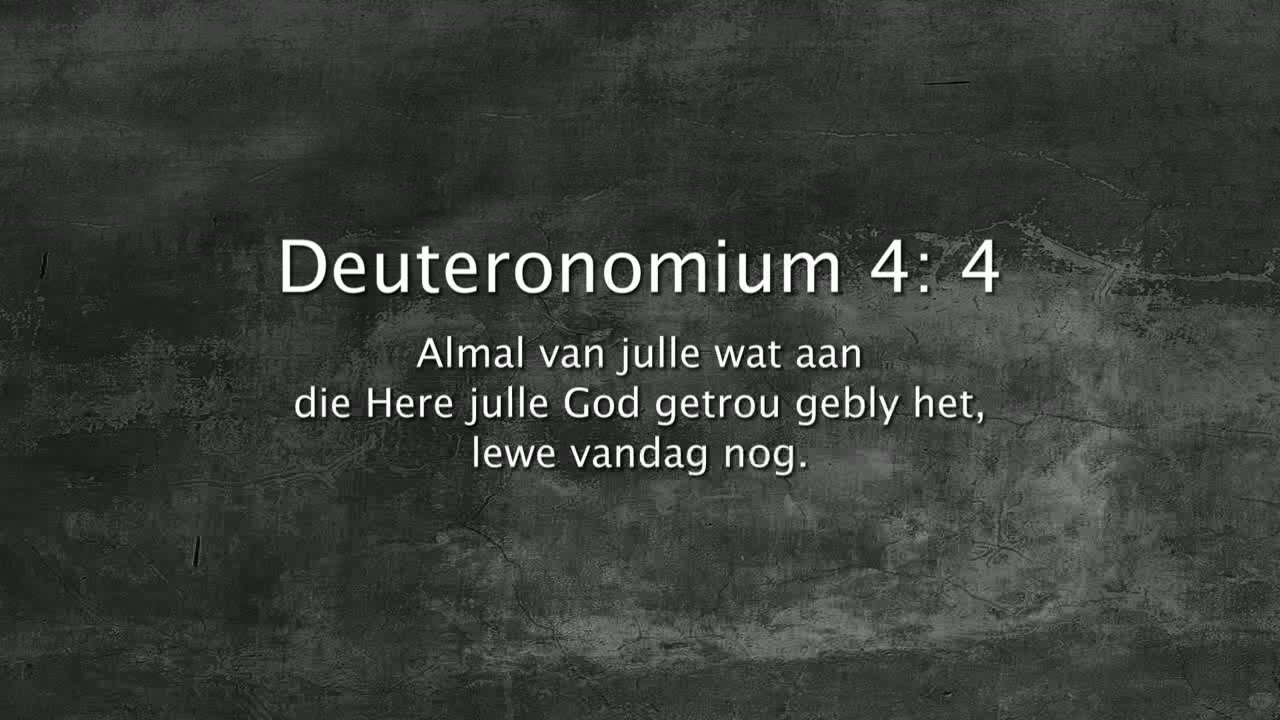 Deuteronomium 4: 4
Almal van julle wat aan
die Here julle God getrou gebly het,
lewe vandag nog.